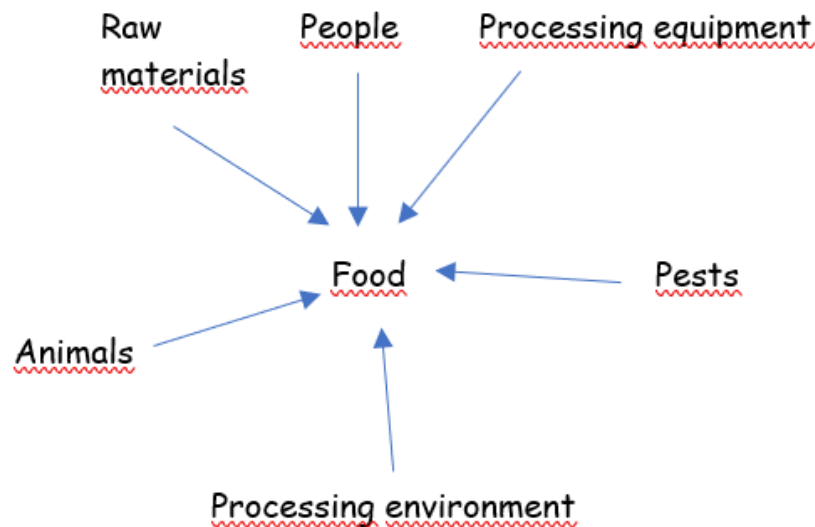 Raw
materials
People
Processing equipment
Food
Pests
Animals
Processing environment